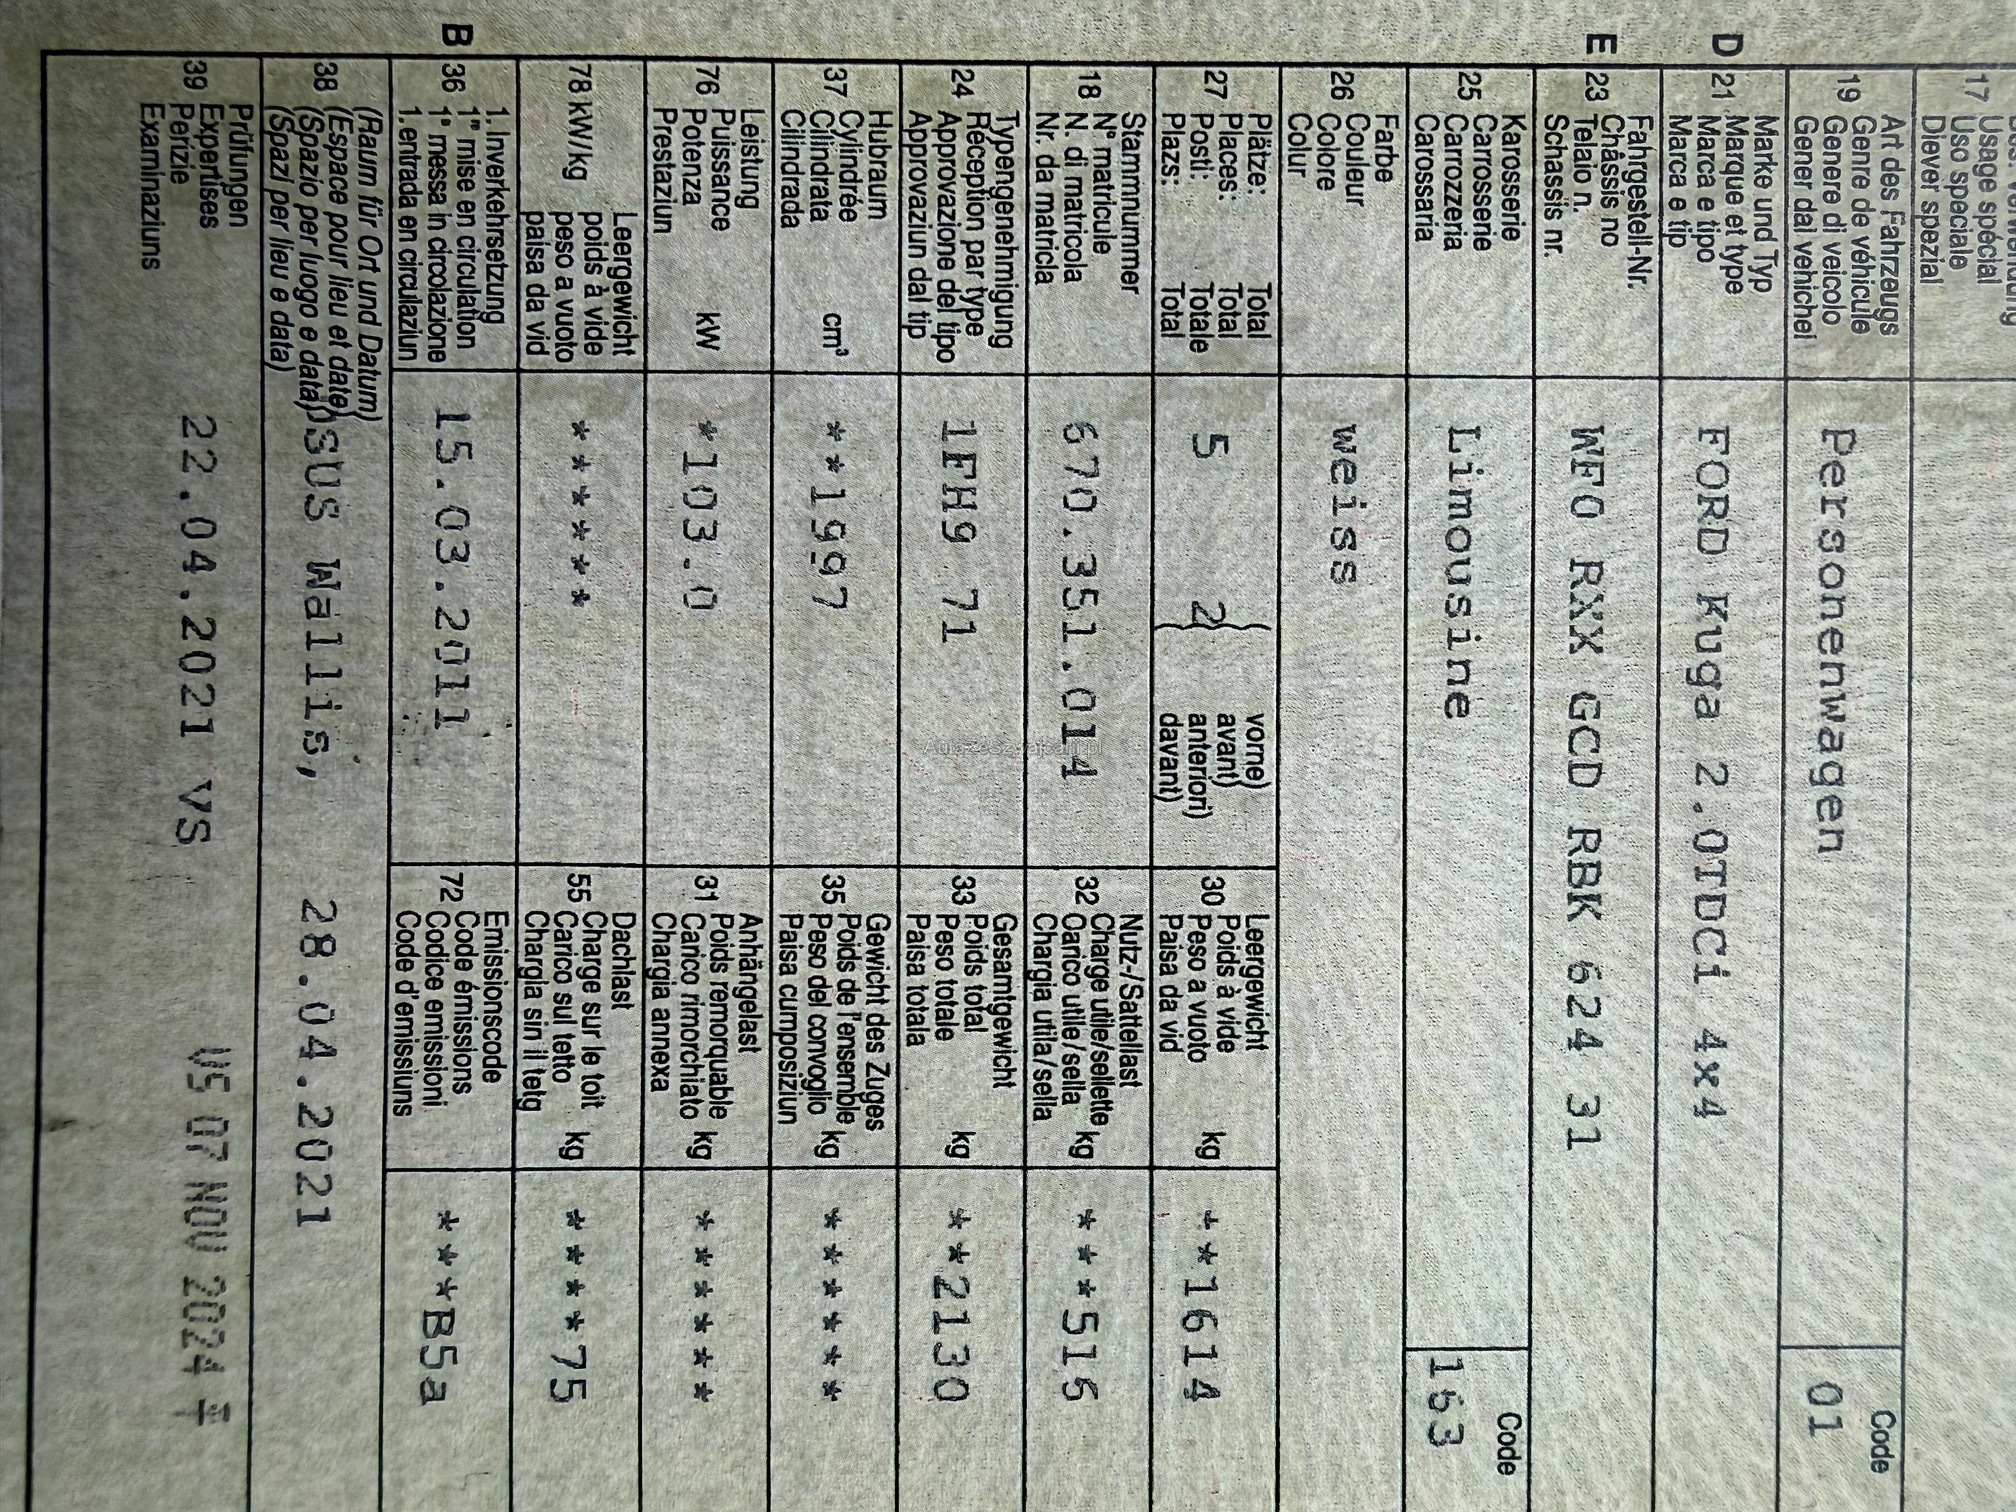 17 Usage spécial
Uso speciale
Diever spezial
Art des Fahrzeugs
19 Genre de véhicule
Genere di veicolo
Gener dal vehichel
Personenwagen
Code
01
Marke und Typ
D 21 Marque et type
Marca e tipo
Marca e tip
FORD Kuga 2.0TDCi 4x4
Fahrgestell-Nr.
E 23 Châssis no
Telaio n.
Schassis nr.
WF0 RXX GCD RBK 624 31
Karosserie
25 Carrosserie
Carrozzeria
Carossaria
Limousine
Code
163
Farbe
26 Couleur
Colore
Colur
weiss
Plätze: Total
27 Places: Total
Posti: Totale
Plazs: Total
5 2
vorne)
avant)
anteriori)
davant)
Leergewicht
30 Poids à vide
Peso a vuoto kg
Paisa da vid
**1614
Stammnummer
18 N° matricule
N. di matricola
Nr. da matricla
670.351.014
Nutz-/Sattellast
32 Charge utile/sellette
Carico utile/sella kg
Chargia utila/sella
***516
Typengenehmigung
24 Réception par type
Approvazione del tipo
Approvaziun dal tip
1FH9 71
Gesamtgewicht
33 Poids total
Peso totale kg
Paisa totala
**2130
Hubraum
37 Cylindrée
Cilindrata cm³
Cilindrada
**1997
Gewicht des Zuges
35 Poids de l'ensemble
Peso del convoglio kg
Paisa cumposiziun
******
Leistung
76 Puissance
Potenza kW
Prestaziun
*103.0
Anhängelast
31 Poids remorquable
Carico rimorchiato kg
Chargia annexa
******
78 kW/kg
Leergewicht
poids à vide
peso a vuoto
paisa da vid
******
Dachlast
55 Charge sur le toit
Carico sul tetto kg
Chargia sin il tetg
****75
1. Inverkehrsetzung
B 36 1re mise en circulation
1a messa in circolazione
1. entrada en circulaziun
15.03.2011
Emissionscode
72 Code émissions
Codice emissioni
Code d'emissiuns
***B5a
(Raum für Ort und Datum)
38 (Espace pour lieu et date)
(Spazio per luogo e data)
(Spazi per lieu e data)
DSUS Wallis, 28.04.2021
Prüfungen
39 Expertises
Perizie
Examinaziuns
22.04.2021 VS
VS 07 NOV 2024
Autazeszwajcarii.pl